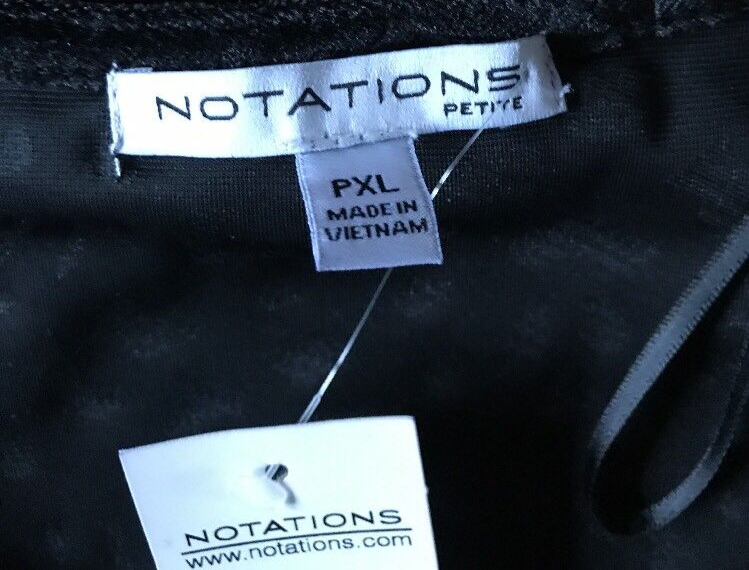 NOTATIONS
PETITE
PXL
MADE IN
VIETNAM
NOTATIONS
www.notations.com